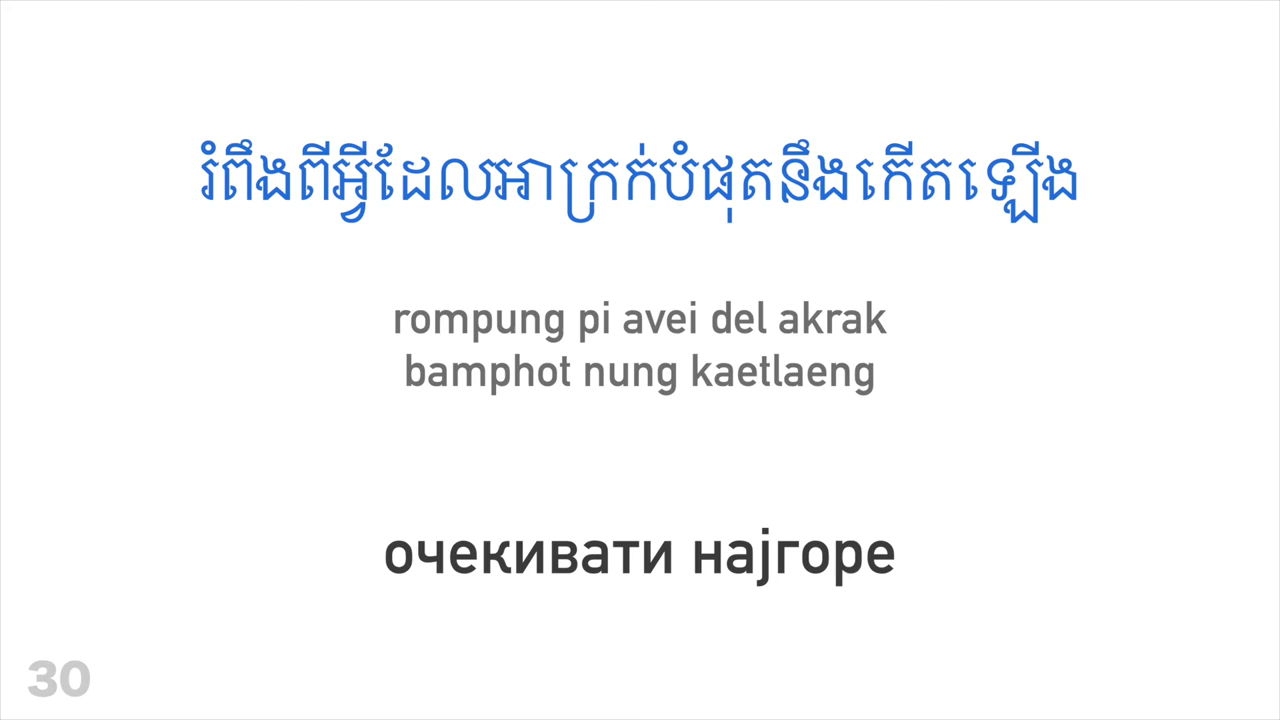 រំពឹងពីអ្វីដែលអាក្រក់បំផុតនឹងកើតឡើង
rompung pi avei del akrak
bamphot nung kaetlaeng
очекивати најгоре
30